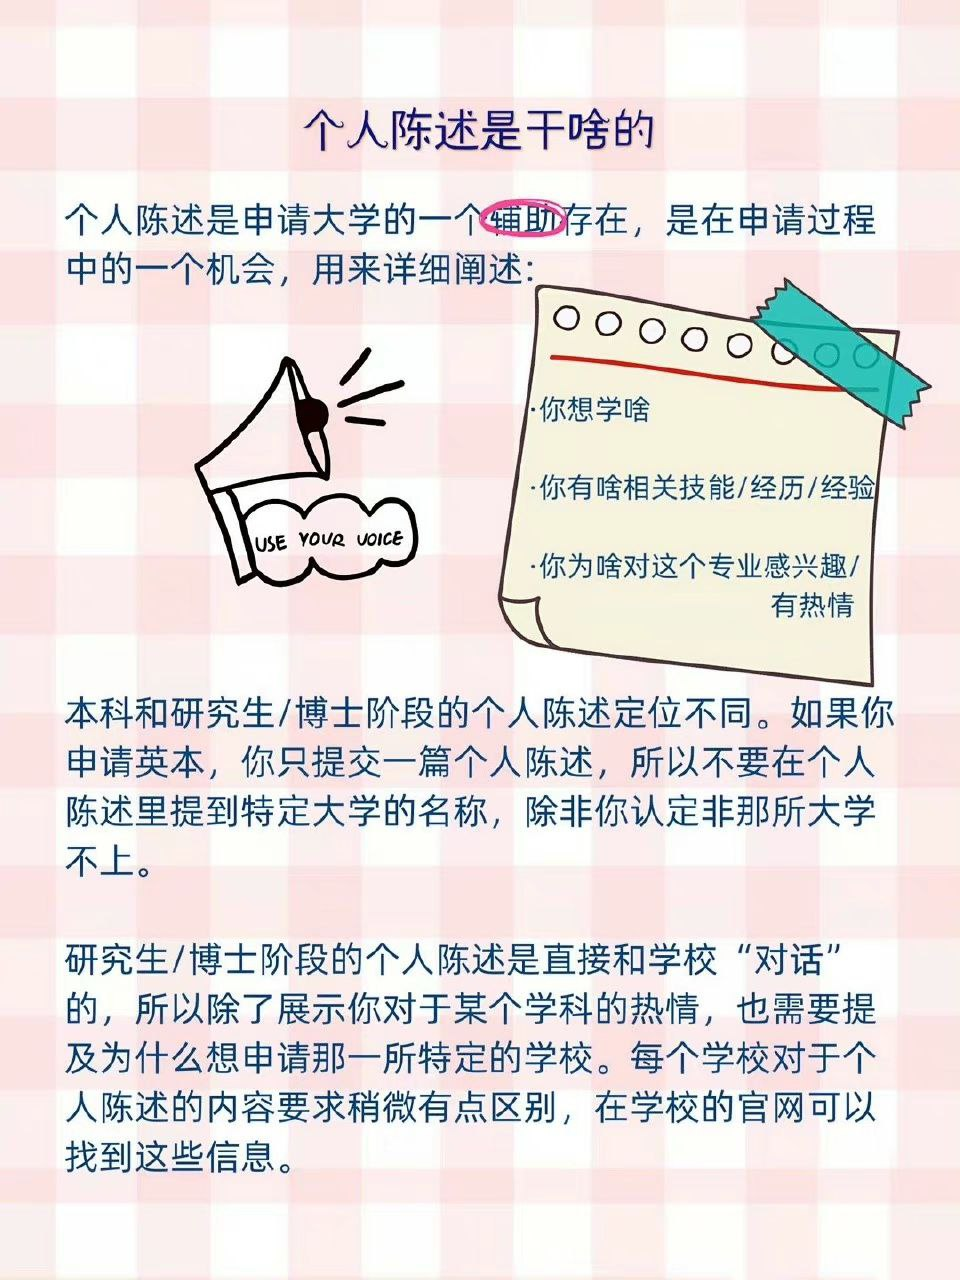 个人陈述是干啥的
个人陈述是申请大学的一个辅助存在，是在申请过程
中的一个机会，用来详细阐述：
·你想学啥
·你有啥相关技能/经历/经验
·你为啥对这个专业感兴趣/
有热情
USE YOUR VOICE
本科和研究生/博士阶段的个人陈述定位不同。如果你
申请英本，你只提交一篇个人陈述，所以不要在个人
陈述里提到特定大学的名称，除非你认定非那所大学
不上。
研究生/博士阶段的个人陈述是直接和学校“对话”
的，所以除了展示你对于某个学科的热情，也需要提
及为什么想申请那一所特定的学校。每个学校对于个
人陈述的内容要求稍微有点区别，在学校的官网可以
找到这些信息。